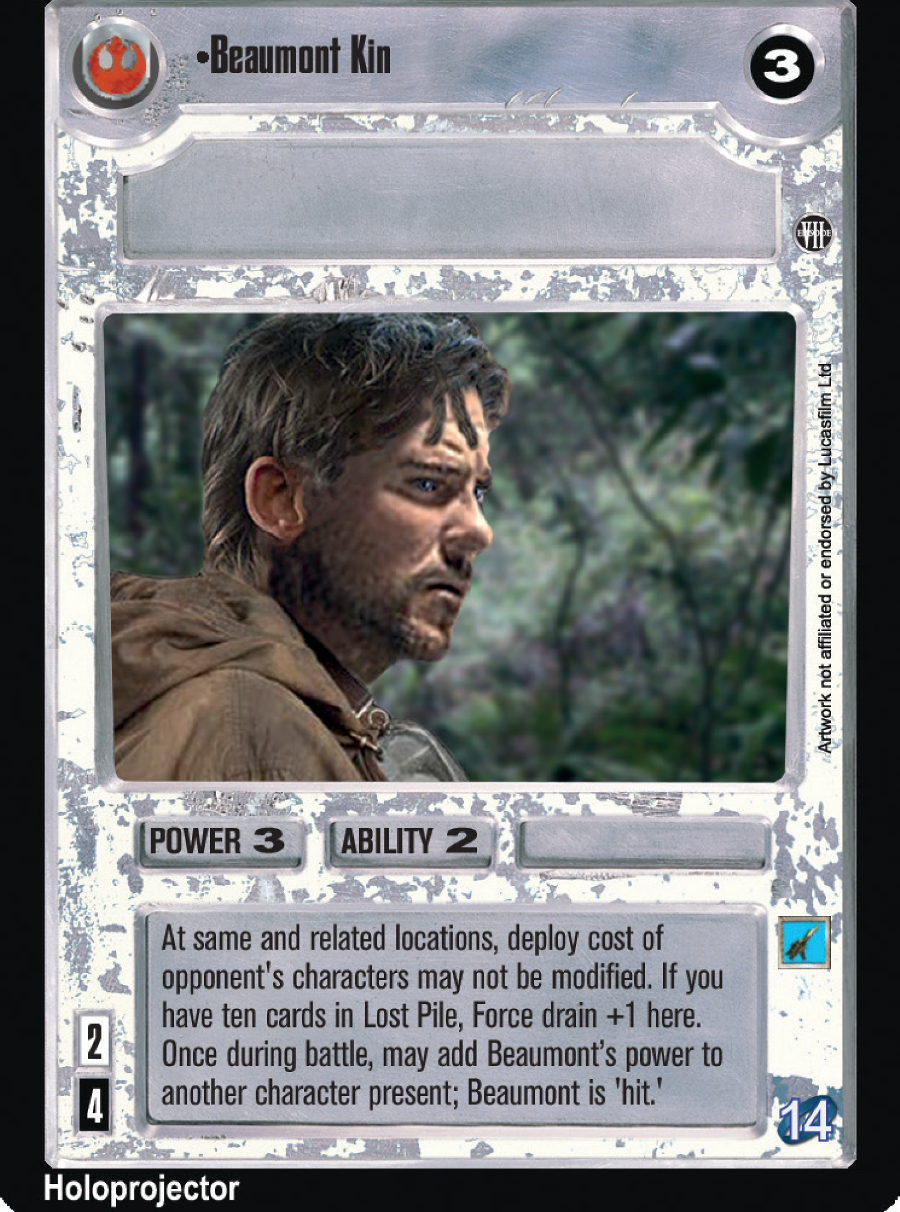 •Beaumont Kin
3
EPISODE
VII
Artwork not affiliated or endorsed by Lucasfilm Ltd
POWER 3
ABILITY 2
At same and related locations, deploy cost of
opponent's characters may not be modified. If you
have ten cards in Lost Pile, Force drain +1 here.
Once during battle, may add Beaumont’s power to
another character present; Beaumont is 'hit.'
2
4
14
Holoprojector